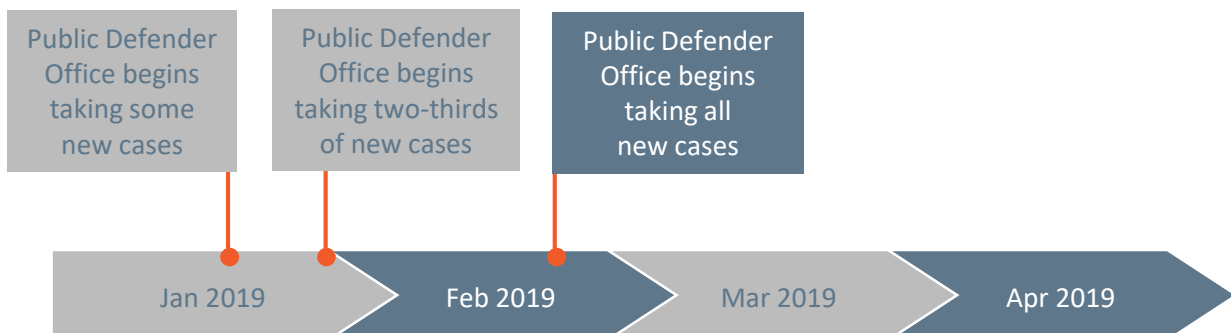 Public Defender
Office begins
taking some
new cases
Public Defender
Office begins
taking two-thirds
of new cases
Public Defender
Office begins
taking all
new cases
Jan 2019
Feb 2019
Mar 2019
Apr 2019